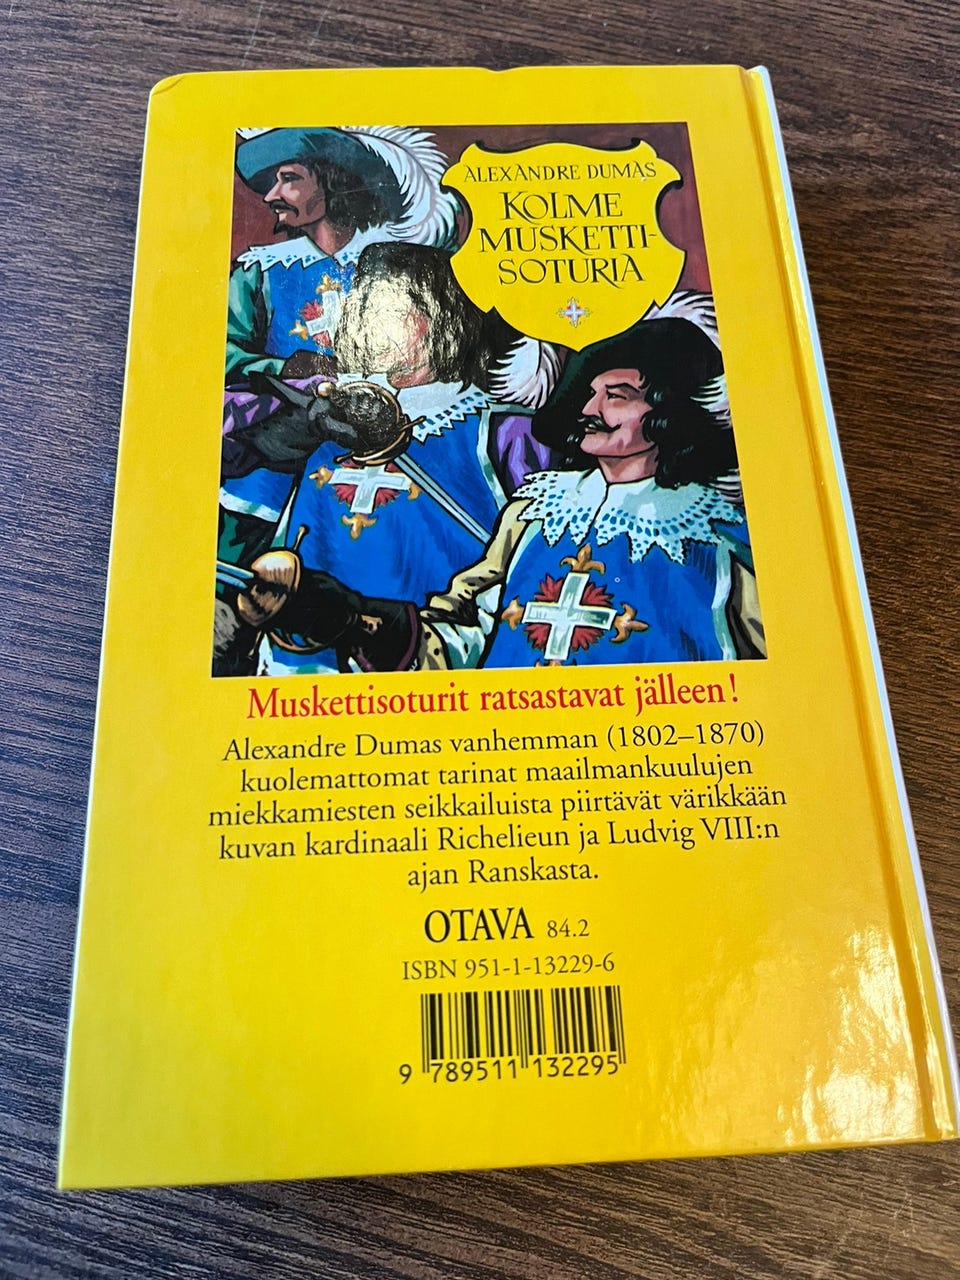 ALEXANDRE DUMAS
KOLME
MUSKETTI-
SOTURIA
Muskettisoturit ratsastavat jälleen!
Alexandre Dumas vanhemman (1802–1870)
kuolemattomat tarinat maailmankuulujen
miekkamiesten seikkailuista piirtävät värikkään
kuvan kardinaali Richelieun ja Ludvig VIII:n
ajan Ranskasta.
OTAVA 84.2
ISBN 951-1-13229-6
9 789511 132295